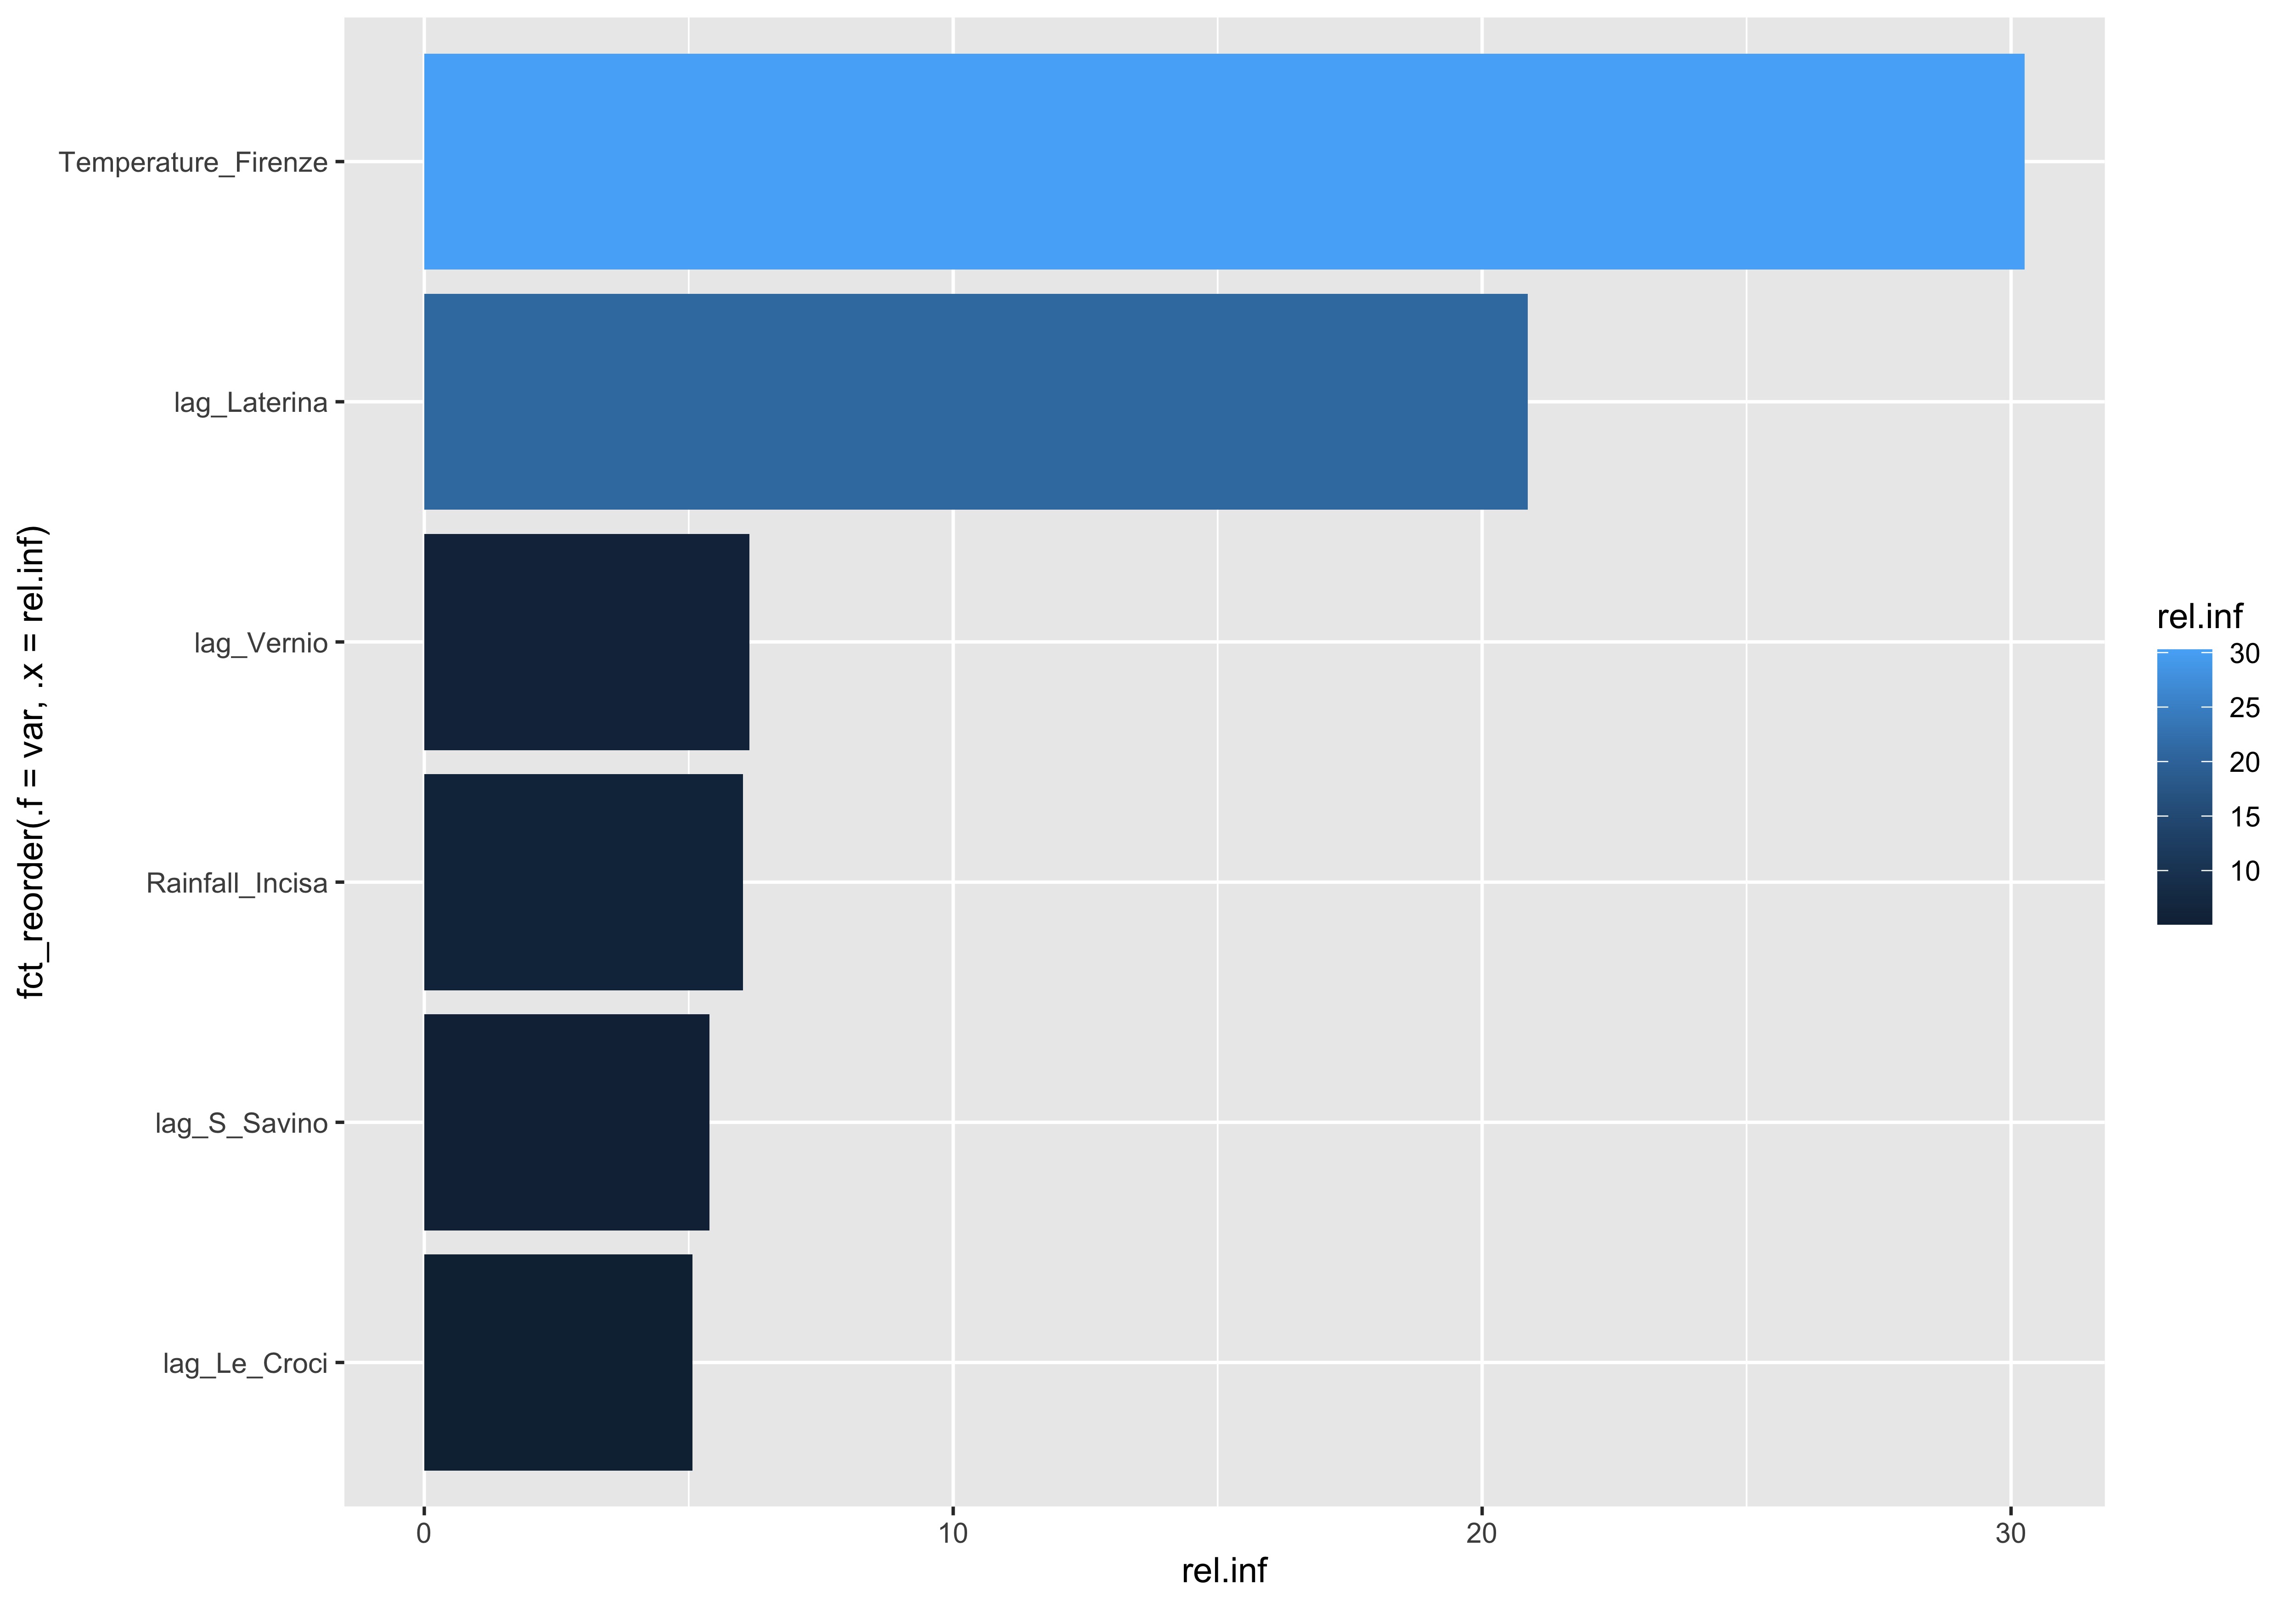 fct_reorder(.f = var, .x = rel.inf)
Temperature_Firenze
lag_Laterina
lag_Vernio
Rainfall_Incisa
lag_S_Savino
lag_Le_Croci
0
10
20
30
rel.inf
rel.inf
30
25
20
15
10